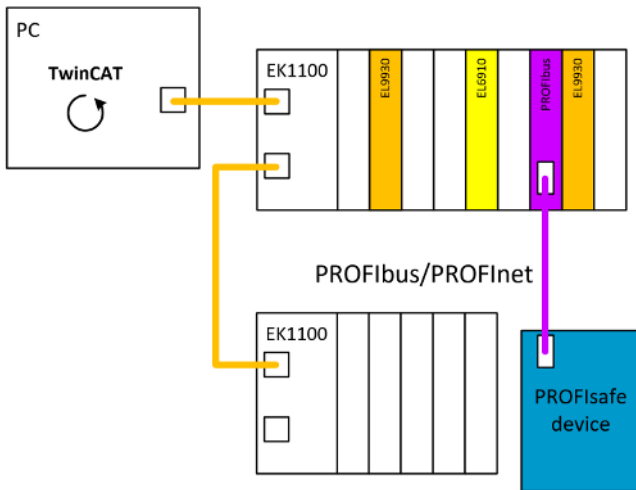 PC
TwinCAT
EK1100
EL9930
EL6910
PROFIbus
EL9930
PROFIbus/PROFInet
EK1100
PROFIsafe
device